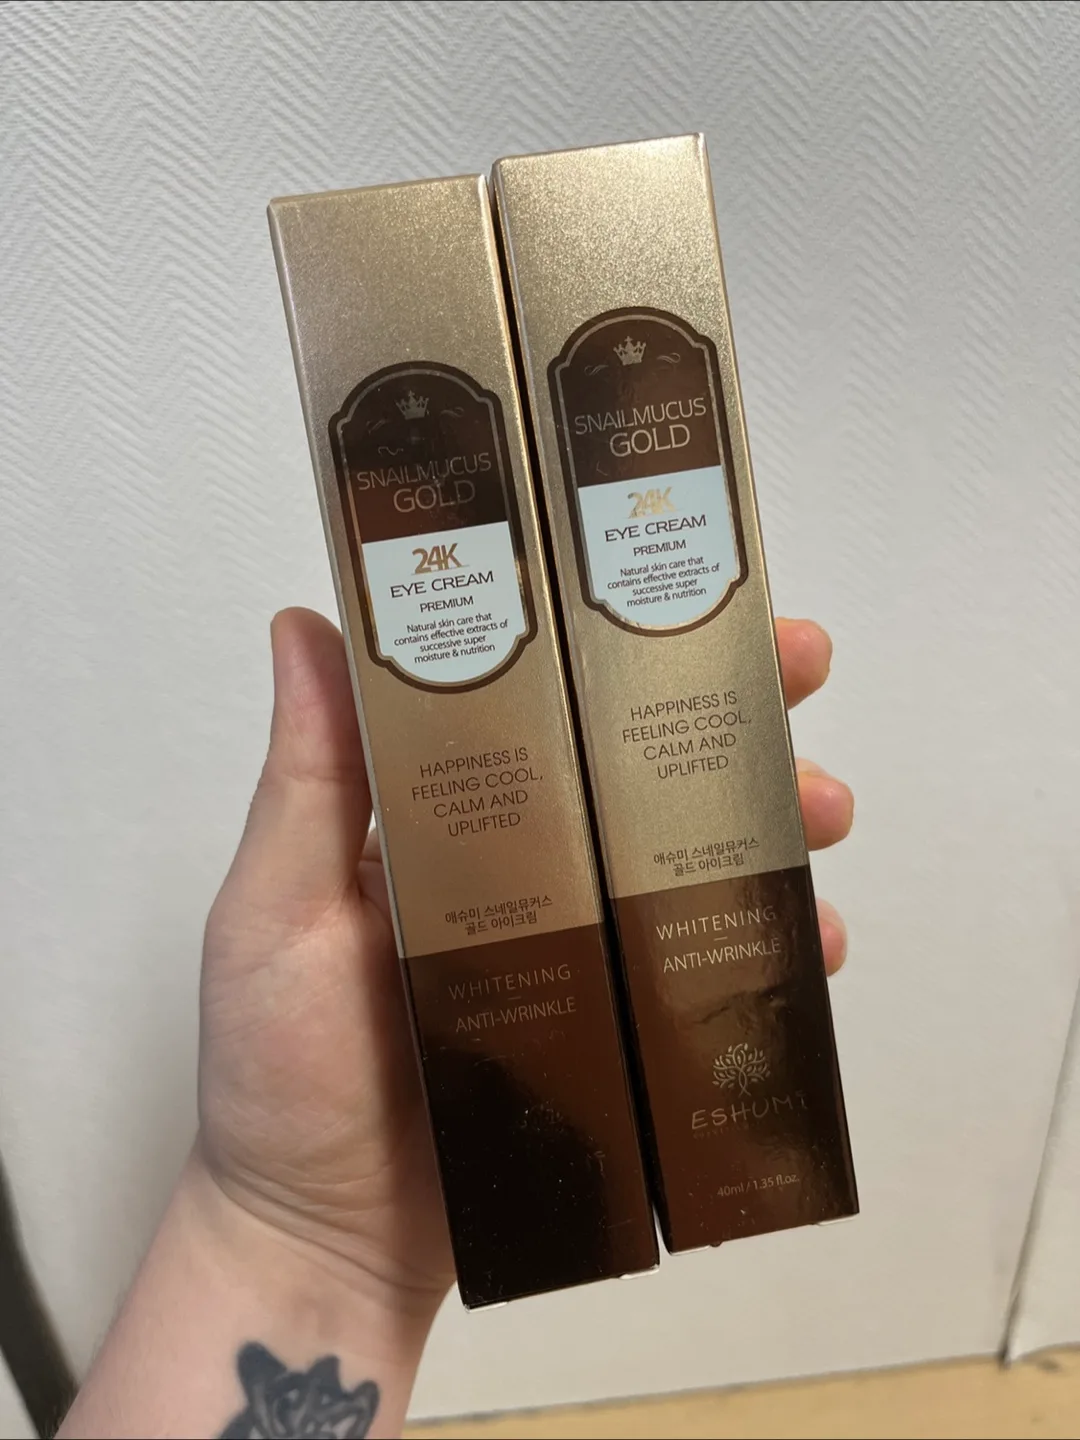 SNAILMUCUS
GOLD
24K
EYE CREAM
PREMIUM
Natural skin care that
contains effective extracts of
successive super
moisture & nutrition
HAPPINESS IS
FEELING COOL,
CALM AND
UPLIFTED
애슈미 스네일뮤커스
골드 아이크림
WHITENING
ANTI-WRINKLE
SNAILMUCUS
GOLD
24K
EYE CREAM
PREMIUM
Natural skin care that
contains effective extracts of
successive super
moisture & nutrition
HAPPINESS IS
FEELING COOL,
CALM AND
UPLIFTED
애슈미 스네일뮤커스
골드 아이크림
WHITENING
ANTI-WRINKLE
ESHUMI
40ml / 1.35 fl.oz.